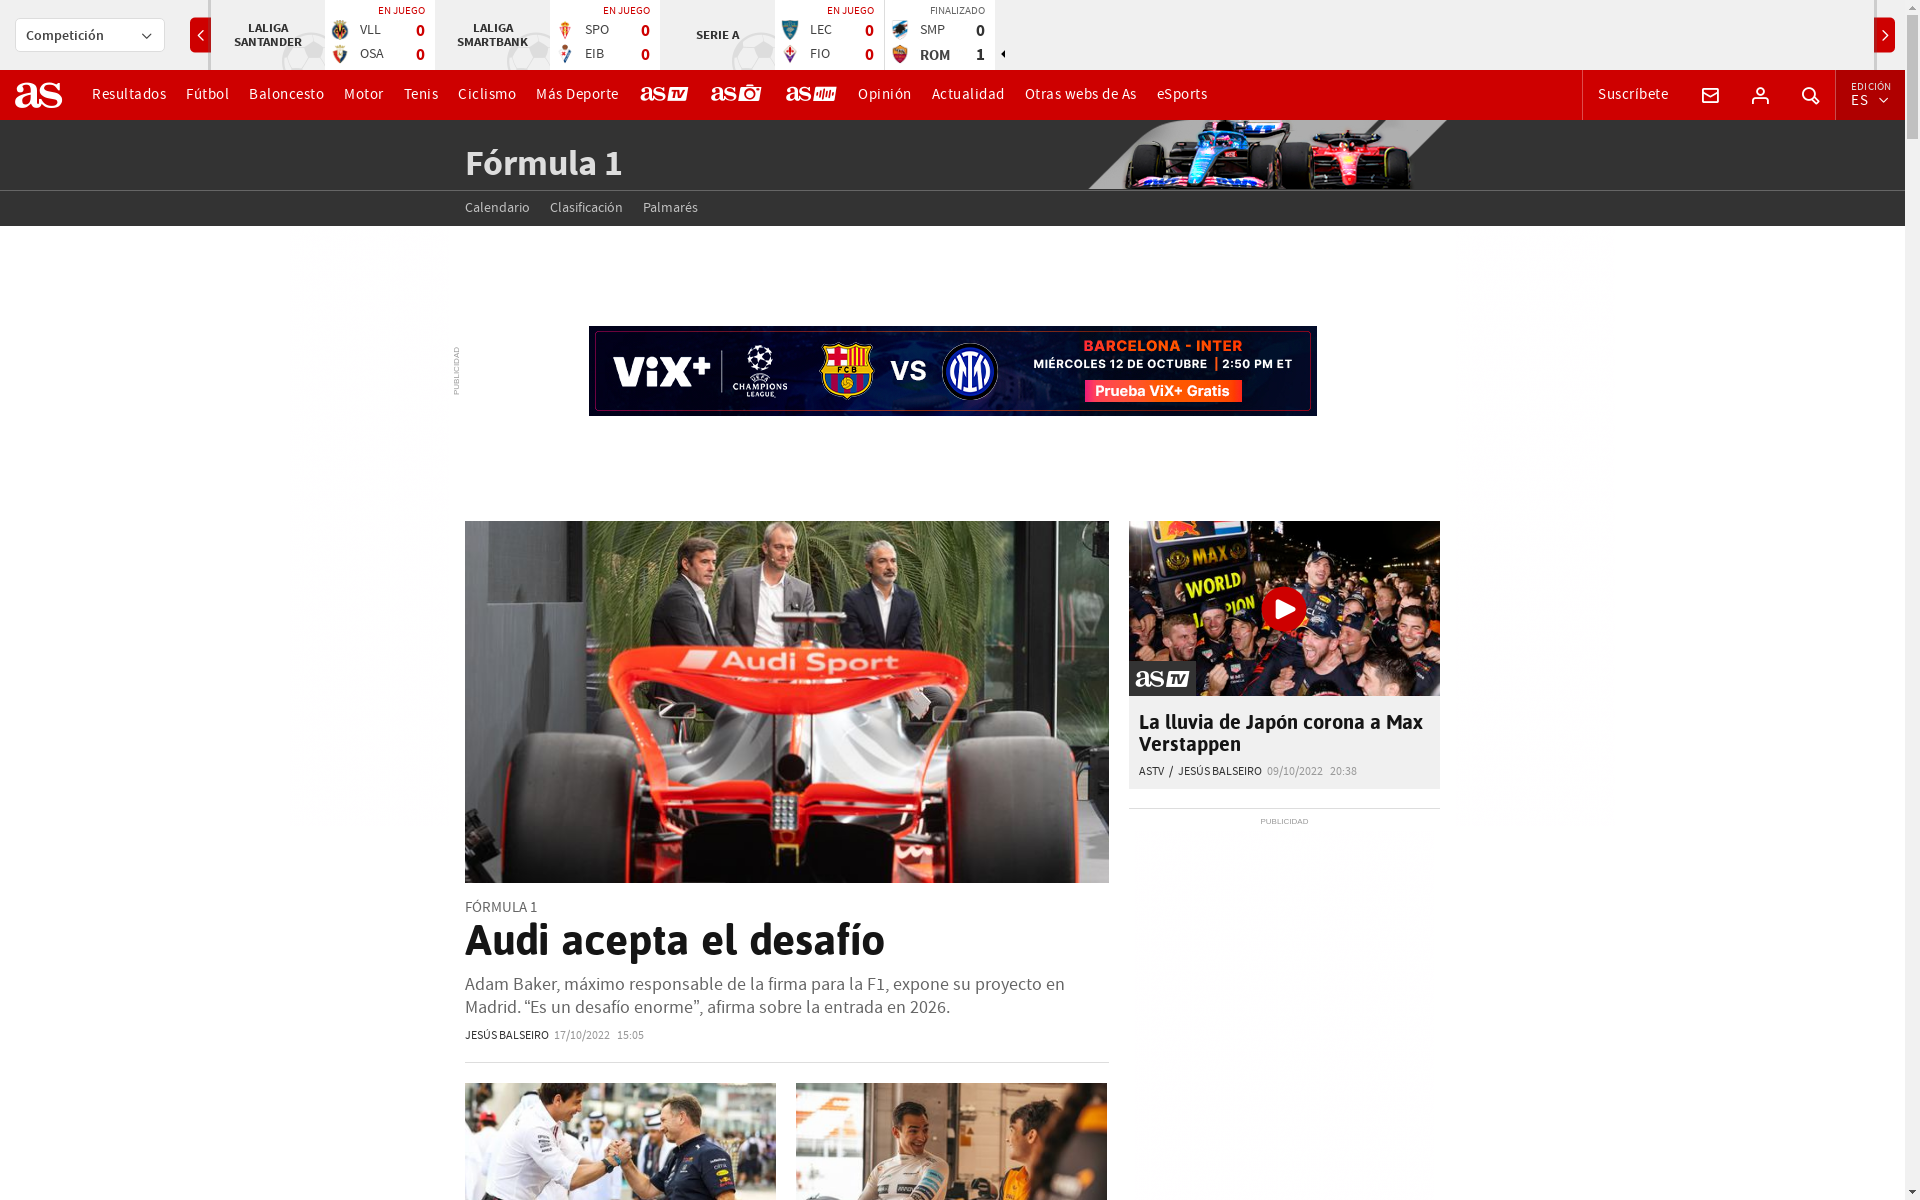 Competición
LALIGA
SANTANDER
EN JUEGO
VLL 0
OSA 0
LALIGA
SMARTBANK
EN JUEGO
SPO 0
EIB 0
SERIE A
EN JUEGO
LEC 0
FIO 0
FINALIZADO
SMP 0
ROM 1
as
Resultados Fútbol Baloncesto Motor Tenis Ciclismo Más Deporte as TV as as Opinión Actualidad Otras webs de As eSports
Suscríbete
EDICIÓN
ES
Fórmula 1
Calendario Clasificación Palmarés
PUBLICIDAD
ViX+
UEFA
CHAMPIONS
LEAGUE
FCB
VS
BARCELONA - INTER
MIÉRCOLES 12 DE OCTUBRE | 2:50 PM ET
Prueba ViX+ Gratis
Audi Sport
MAX
WORLD
CHAMPION
as TV
La lluvia de Japón corona a Max
Verstappen
ASTV / JESÚS BALSEIRO 09/10/2022 20:38
PUBLICIDAD
FÓRMULA 1
Audi acepta el desafío
Adam Baker, máximo responsable de la firma para la F1, expone su proyecto en
Madrid. “Es un desafío enorme”, afirma sobre la entrada en 2026.
JESÚS BALSEIRO 17/10/2022 15:05